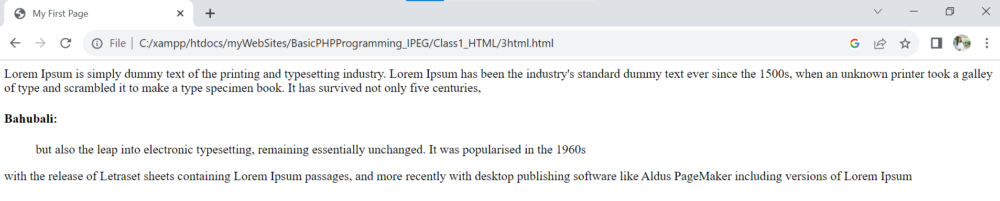 My First Page
File | C:/xampp/htdocs/myWebSites/BasicPHPProgramming_IPEG/Class1_HTML/3html.html
Lorem Ipsum is simply dummy text of the printing and typesetting industry. Lorem Ipsum has been the industry's standard dummy text ever since the 1500s, when an unknown printer took a galley
of type and scrambled it to make a type specimen book. It has survived not only five centuries,
Bahubali:
but also the leap into electronic typesetting, remaining essentially unchanged. It was popularised in the 1960s
with the release of Letraset sheets containing Lorem Ipsum passages, and more recently with desktop publishing software like Aldus PageMaker including versions of Lorem Ipsum